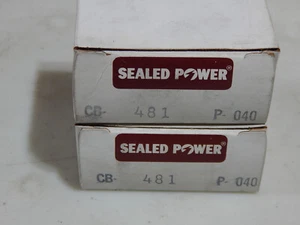 SEALED POWER
CB- 481 P- 040
SEALED POWER
CB- 481 P- 040